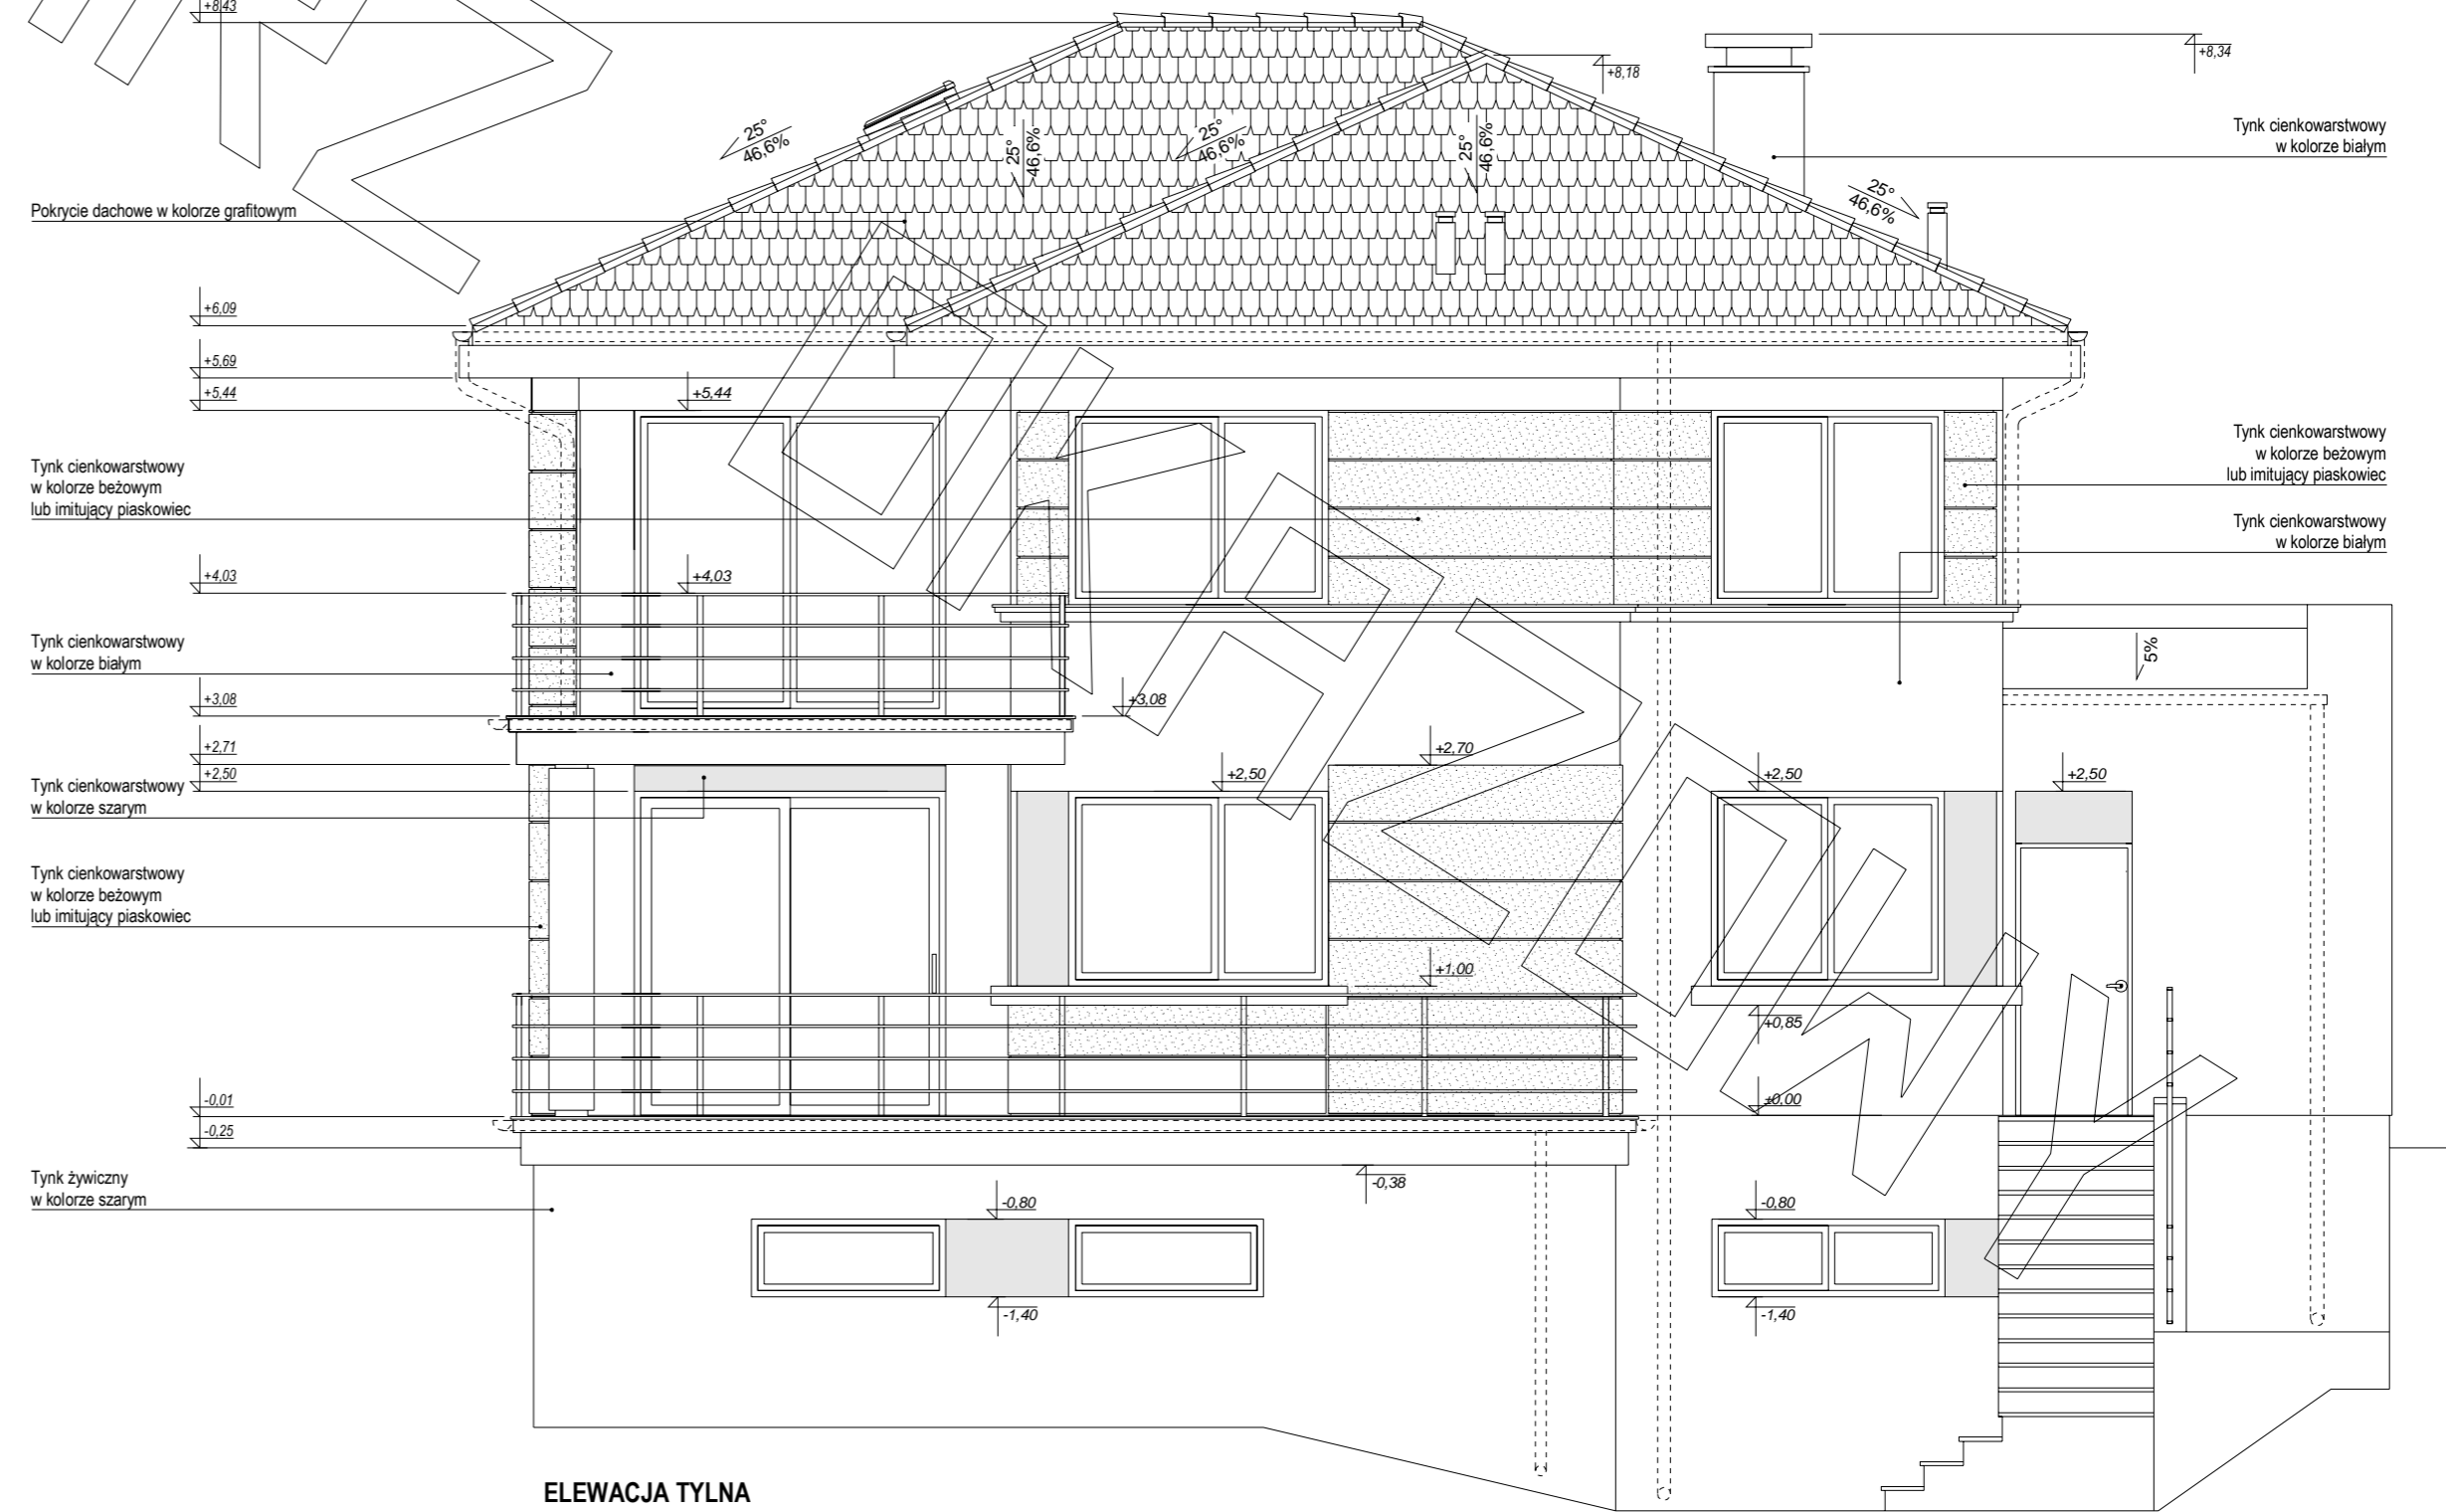 +8,43
+8,18
+8,34
Tynk cienkowarstwowy
w kolorze białym
25°
46,6%
25°
46,6%
25°
46,6%
25°
46,6%
25°
46,6%
Pokrycie dachowe w kolorze grafitowym
+6,09
+5,69
+5,44
+5,44
Tynk cienkowarstwowy
w kolorze beżowym
lub imitujący piaskowiec
Tynk cienkowarstwowy
w kolorze beżowym
lub imitujący piaskowiec
Tynk cienkowarstwowy
w kolorze białym
+4,03
+4,03
Tynk cienkowarstwowy
w kolorze białym
5%
+3,08
+3,08
+2,71
+2,50
+2,70
+2,50
+2,50
+2,50
Tynk cienkowarstwowy
w kolorze szarym
Tynk cienkowarstwowy
w kolorze beżowym
lub imitujący piaskowiec
+1,00
+0,85
-0,01
±0,00
-0,25
Tynk żywiczny
w kolorze szarym
-0,38
-0,80
-0,80
-1,40
-1,40
ELEWACJA TYLNA